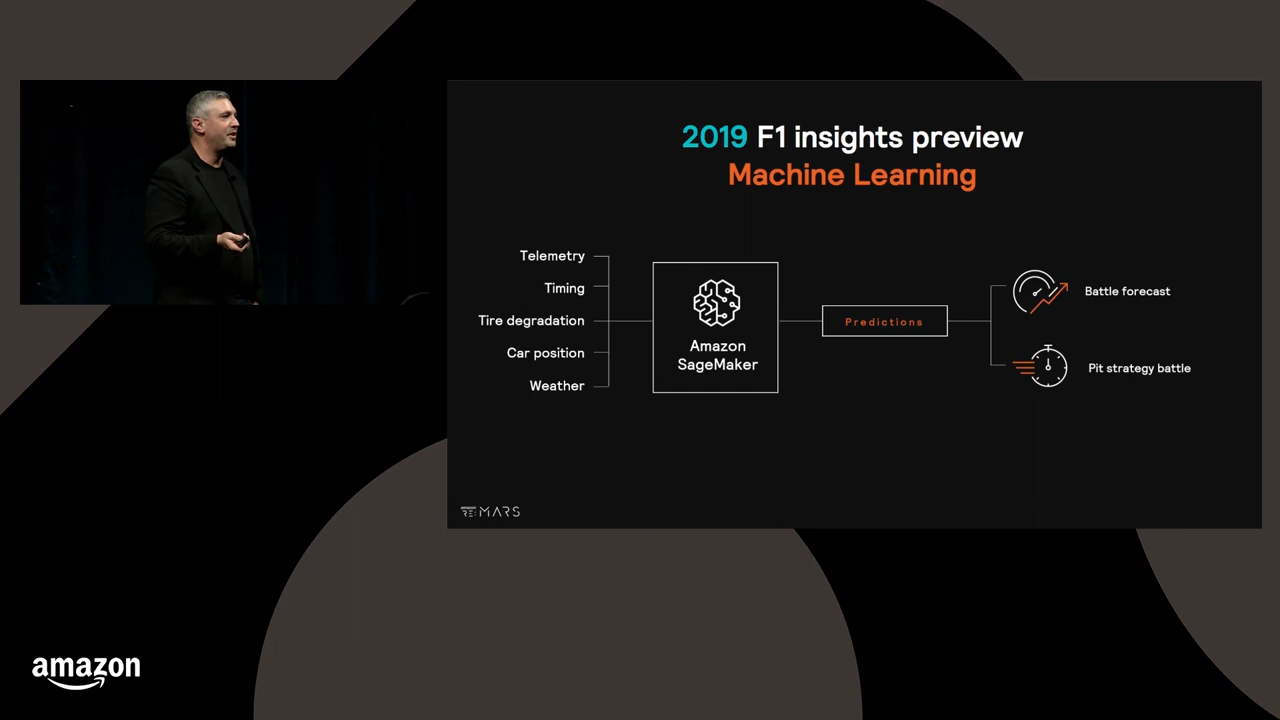 2019 F1 insights preview
Machine Learning
Telemetry
Timing
Tire degradation
Car position
Weather
Amazon
SageMaker
Predictions
Battle forecast
Pit strategy battle
amazon
RE:MARS
amazon